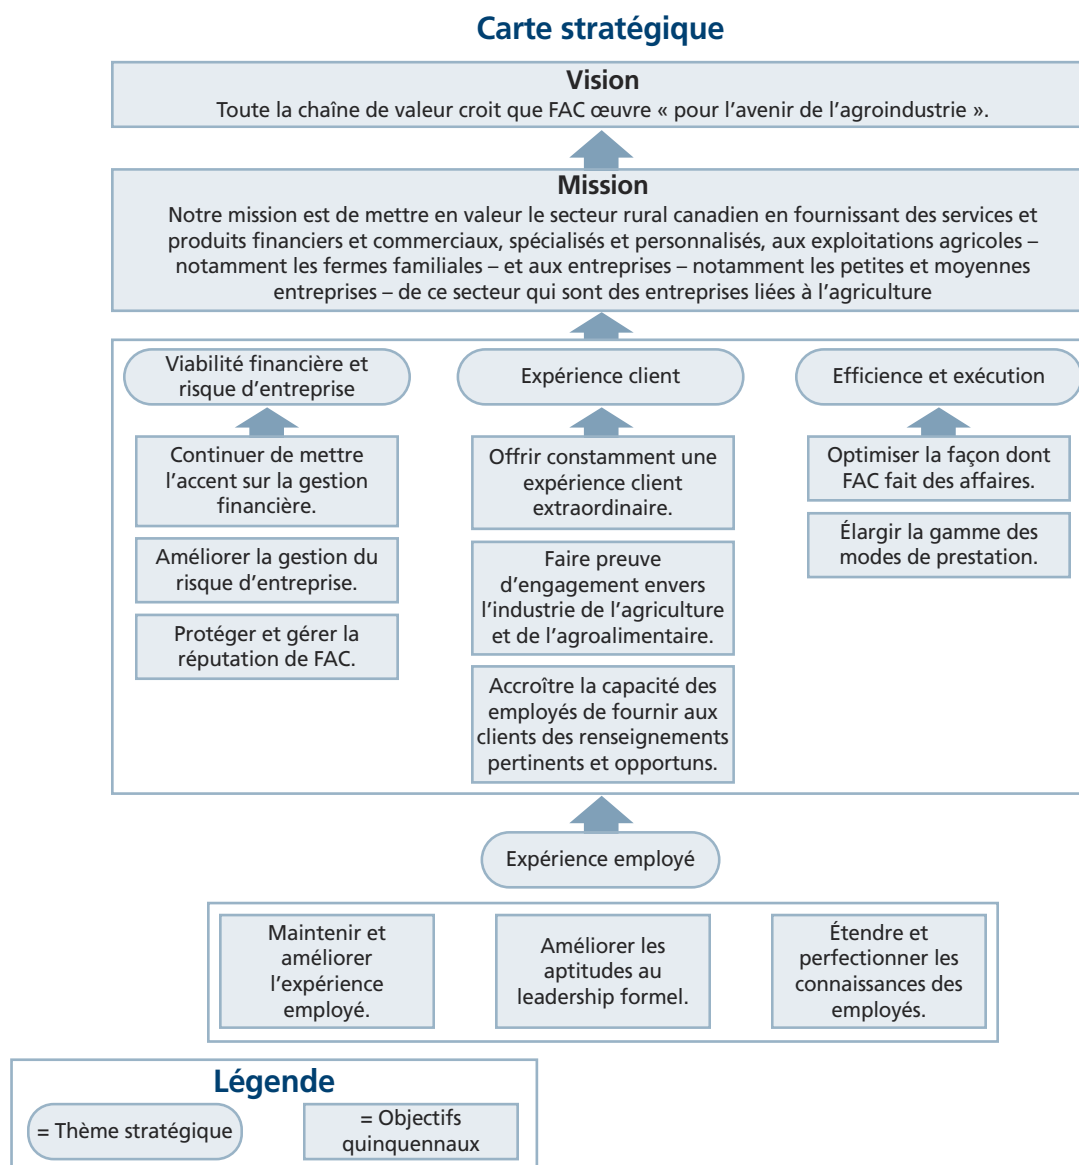 Carte stratégique
Vision
Toute la chaîne de valeur croit que FAC œuvre « pour l’avenir de l’agroindustrie ».
Mission
Notre mission est de mettre en valeur le secteur rural canadien en fournissant des services et
produits financiers et commerciaux, spécialisés et personnalisés, aux exploitations agricoles –
notamment les fermes familiales – et aux entreprises – notamment les petites et moyennes
entreprises – de ce secteur qui sont des entreprises liées à l’agriculture
Viabilité financière et
risque d’entreprise
Continuer de mettre
l’accent sur la gestion
financière.
Améliorer la gestion du
risque d’entreprise.
Protéger et gérer la
réputation de FAC.
Expérience client
Offrir constamment une
expérience client
extraordinaire.
Faire preuve
d’engagement envers
l’industrie de l’agriculture
et de l’agroalimentaire.
Accroître la capacité des
employés de fournir aux
clients des renseignements
pertinents et opportuns.
Efficience et exécution
Optimiser la façon dont
FAC fait des affaires.
Élargir la gamme des
modes de prestation.
Expérience employé
Maintenir et
améliorer
l’expérience
employé.
Améliorer les
aptitudes au
leadership formel.
Étendre et
perfectionner les
connaissances des
employés.
Légende
= Thème stratégique
= Objectifs
quinquennaux